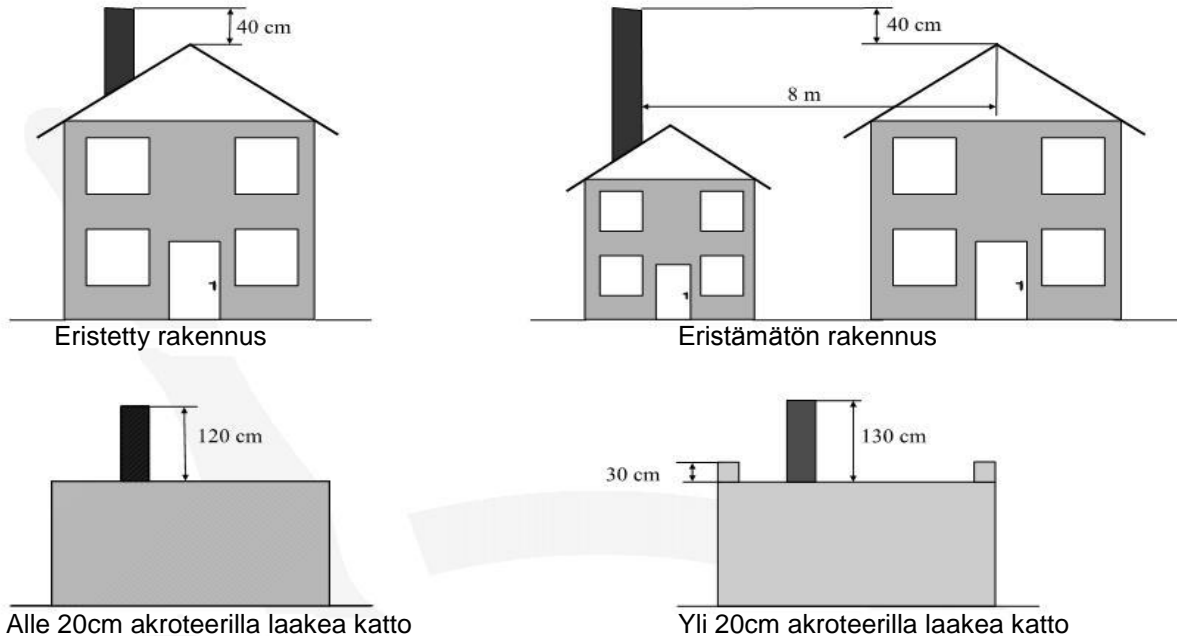 40 cm
40 cm
8 m
Eristetty rakennus
Eristämätön rakennus
120 cm
130 cm
30 cm
Alle 20cm akroteerilla laakea katto
Yli 20cm akroteerilla laakea katto